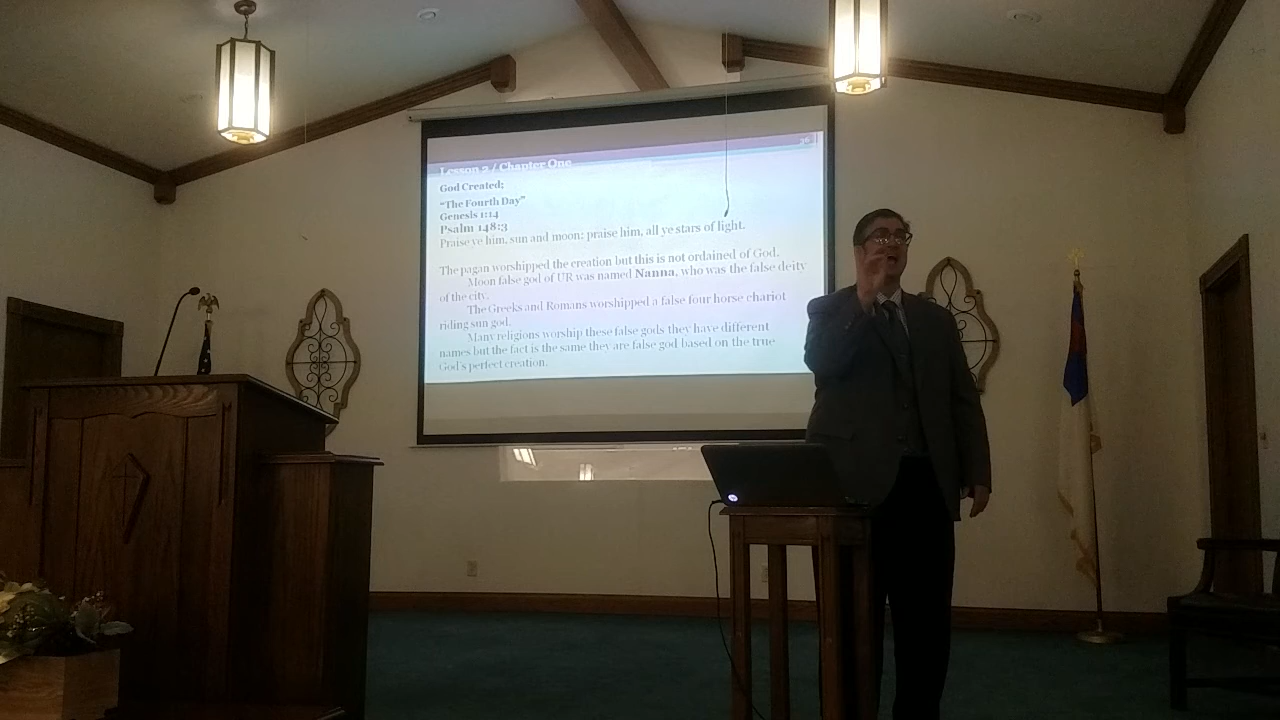 Lesson 2 / Chapter One
36
God Created;
“The Fourth Day”
Genesis 1:14
Psalm 148:3
Praise ye him, sun and moon: praise him, all ye stars of light.
The pagan worshipped the creation but this is not ordained of God.
Moon false god of UR was named Nanna, who was the false deity
of the city.
The Greeks and Romans worshipped a false four horse chariot
riding sun god.
Many religions worship these false gods they have different
names but the fact is the same they are false god based on the true
God's perfect creation.